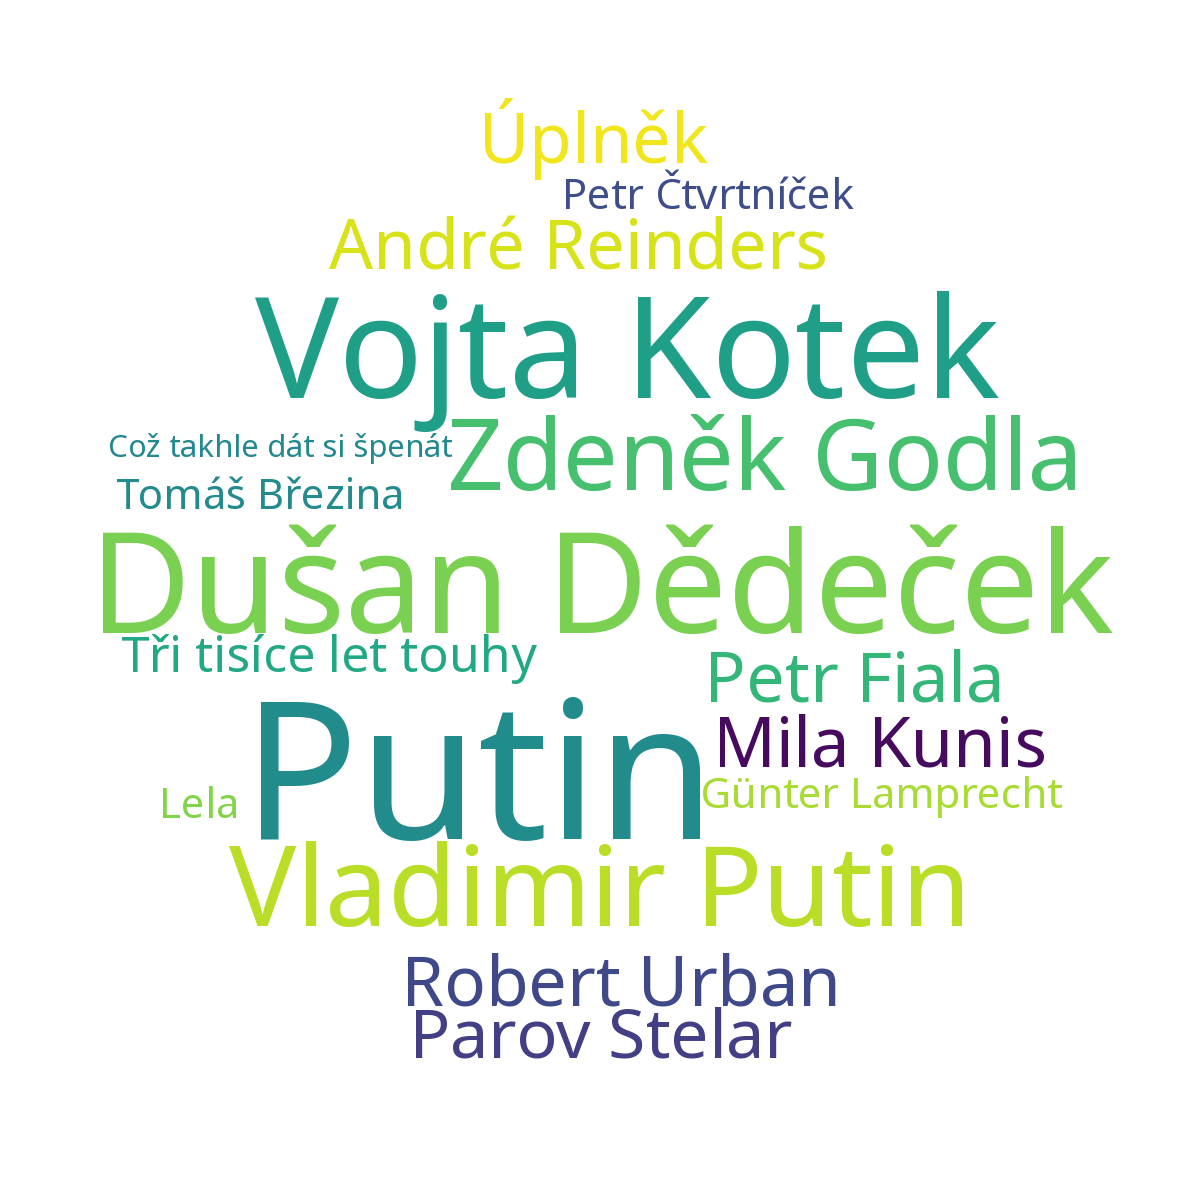 Úplněk
Petr Čtvrtníček
André Reinders
Vojta Kotek
Zdeněk Godla
Což takhle dát si špenát
Tomáš Březina
Dušan Dědeček
Tři tisíce let touhy
Petr Fiala
Mila Kunis
Putin
Günter Lamprecht
Lela
Vladimir Putin
Robert Urban
Parov Stelar